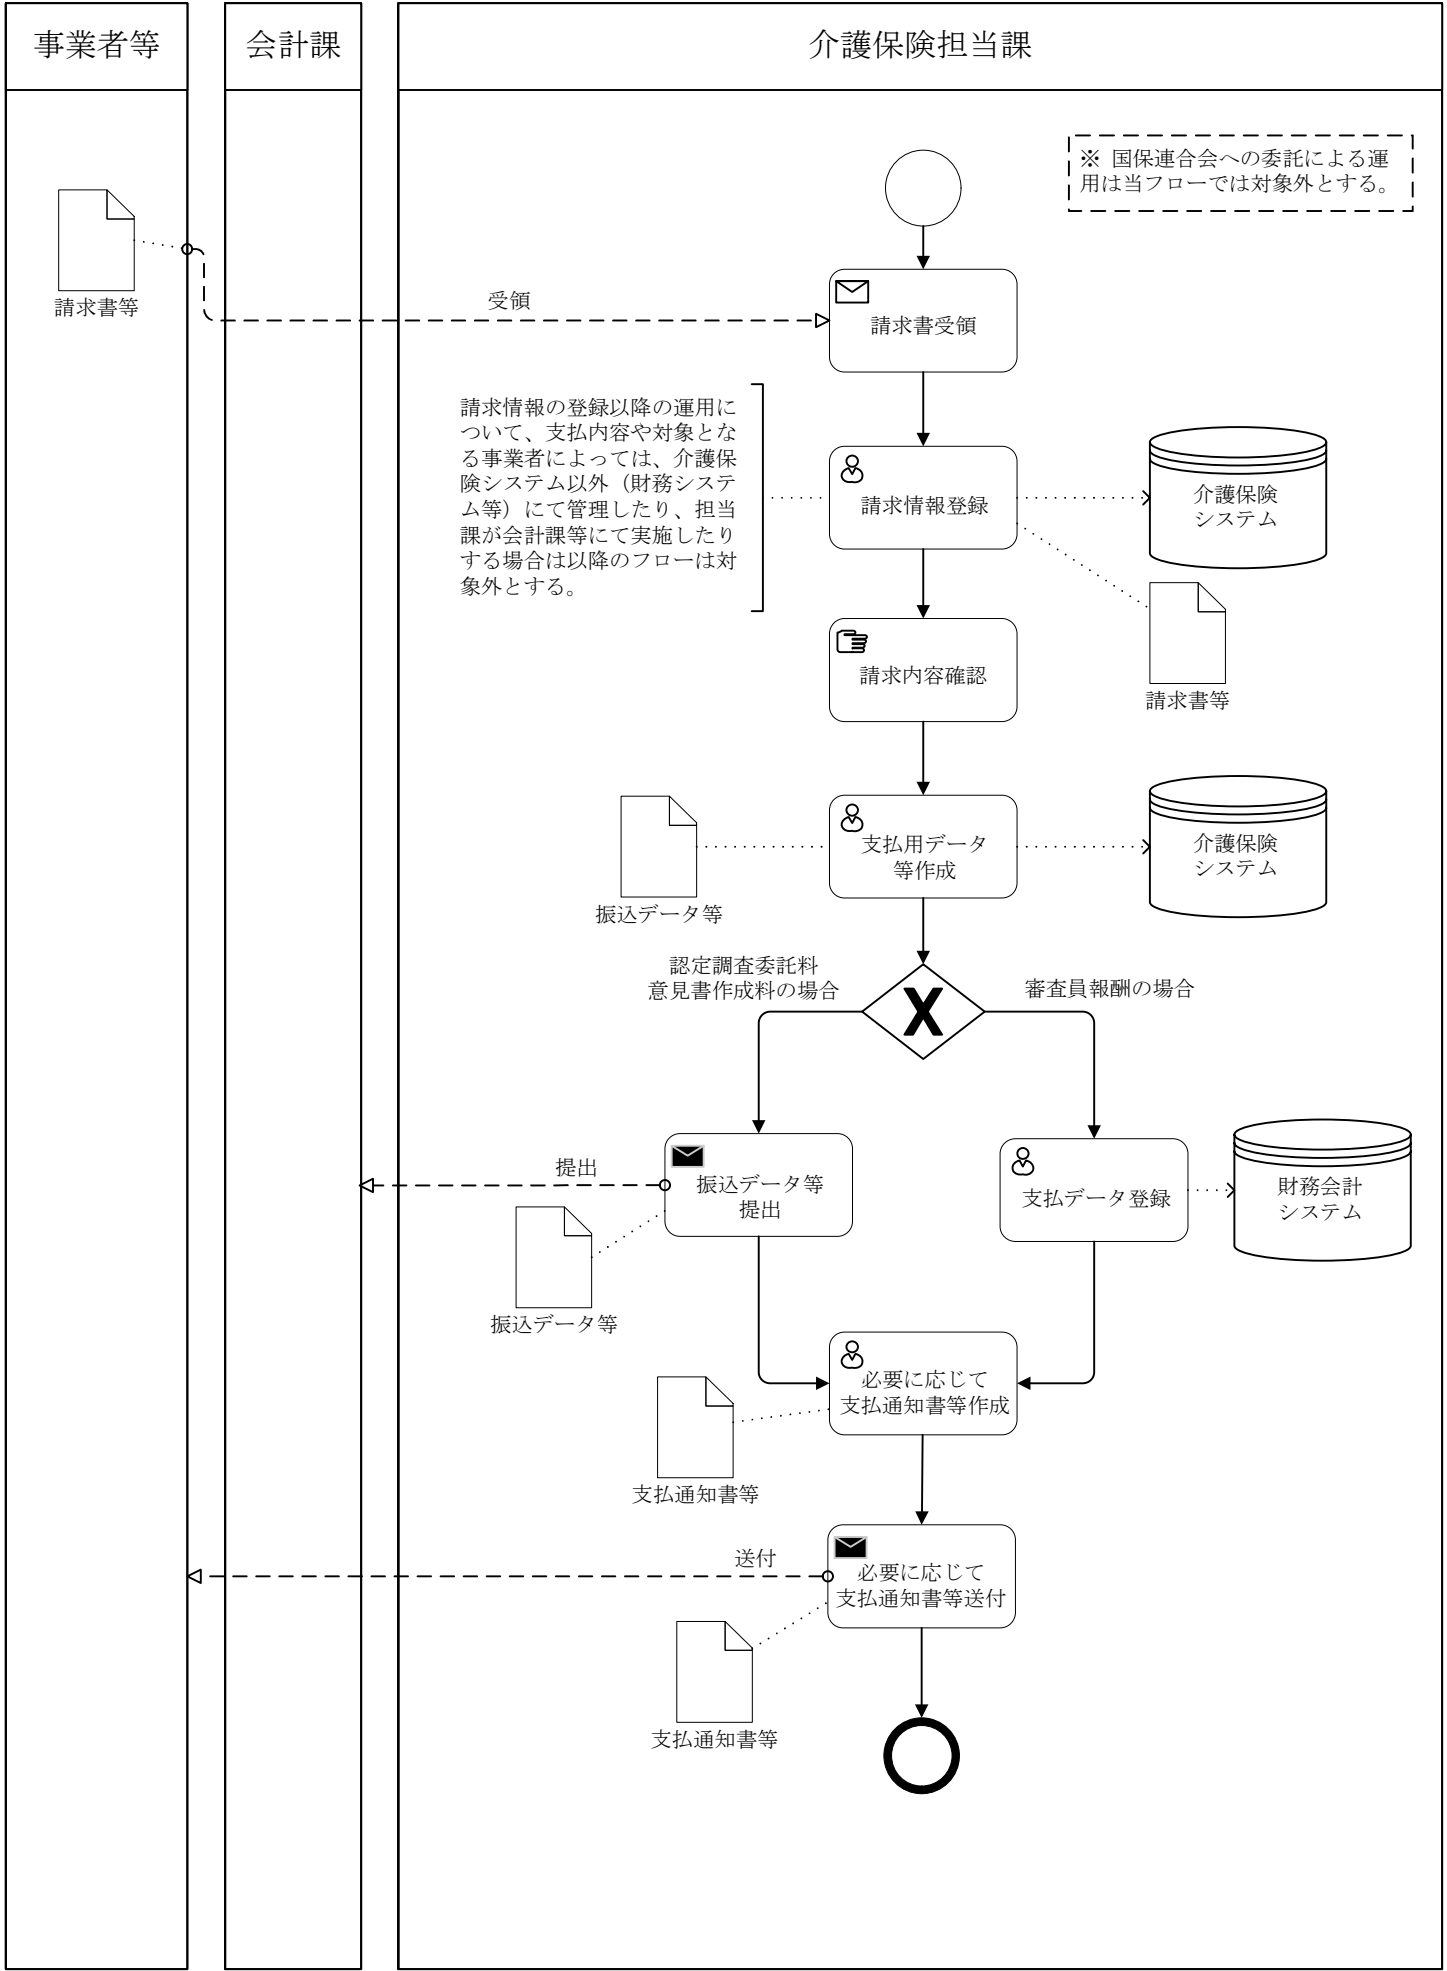 事業者等
会計課
介護保険担当課
※ 国保連合会への委託による運
用は当フローでは対象外とする。
請求書等
受領
請求書受領
請求情報の登録以降の運用に
ついて、支払内容や対象とな
る事業者によっては、介護保
険システム以外（財務システ
ム等）にて管理したり、担当
課が会計課等にて実施したり
する場合は以降のフローは対
象外とする。
請求情報登録
介護保険
システム
請求書等
請求内容確認
支払用データ
等作成
振込データ等
介護保険
システム
認定調査委託料
意見書作成料の場合
X
審査員報酬の場合
提出
振込データ等
提出
振込データ等
支払データ登録
財務会計
システム
必要に応じて
支払通知書等作成
支払通知書等
送付
必要に応じて
支払通知書等送付
支払通知書等